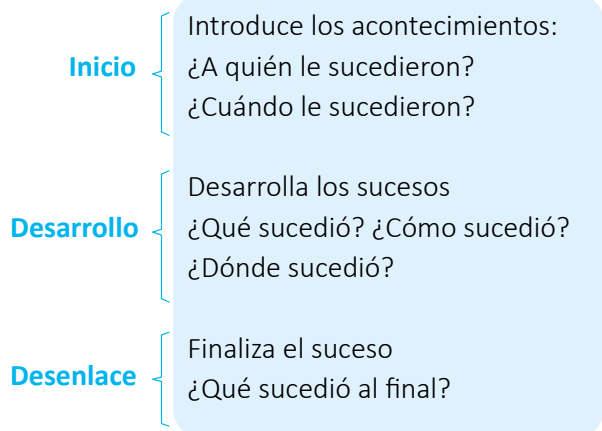 Inicio
Introduce los acontecimientos:
¿A quién le sucedieron?
¿Cuándo le sucedieron?
Desarrollo
Desarrolla los sucesos
¿Qué sucedió? ¿Cómo sucedió?
¿Dónde sucedió?
Desenlace
Finaliza el suceso
¿Qué sucedió al final?